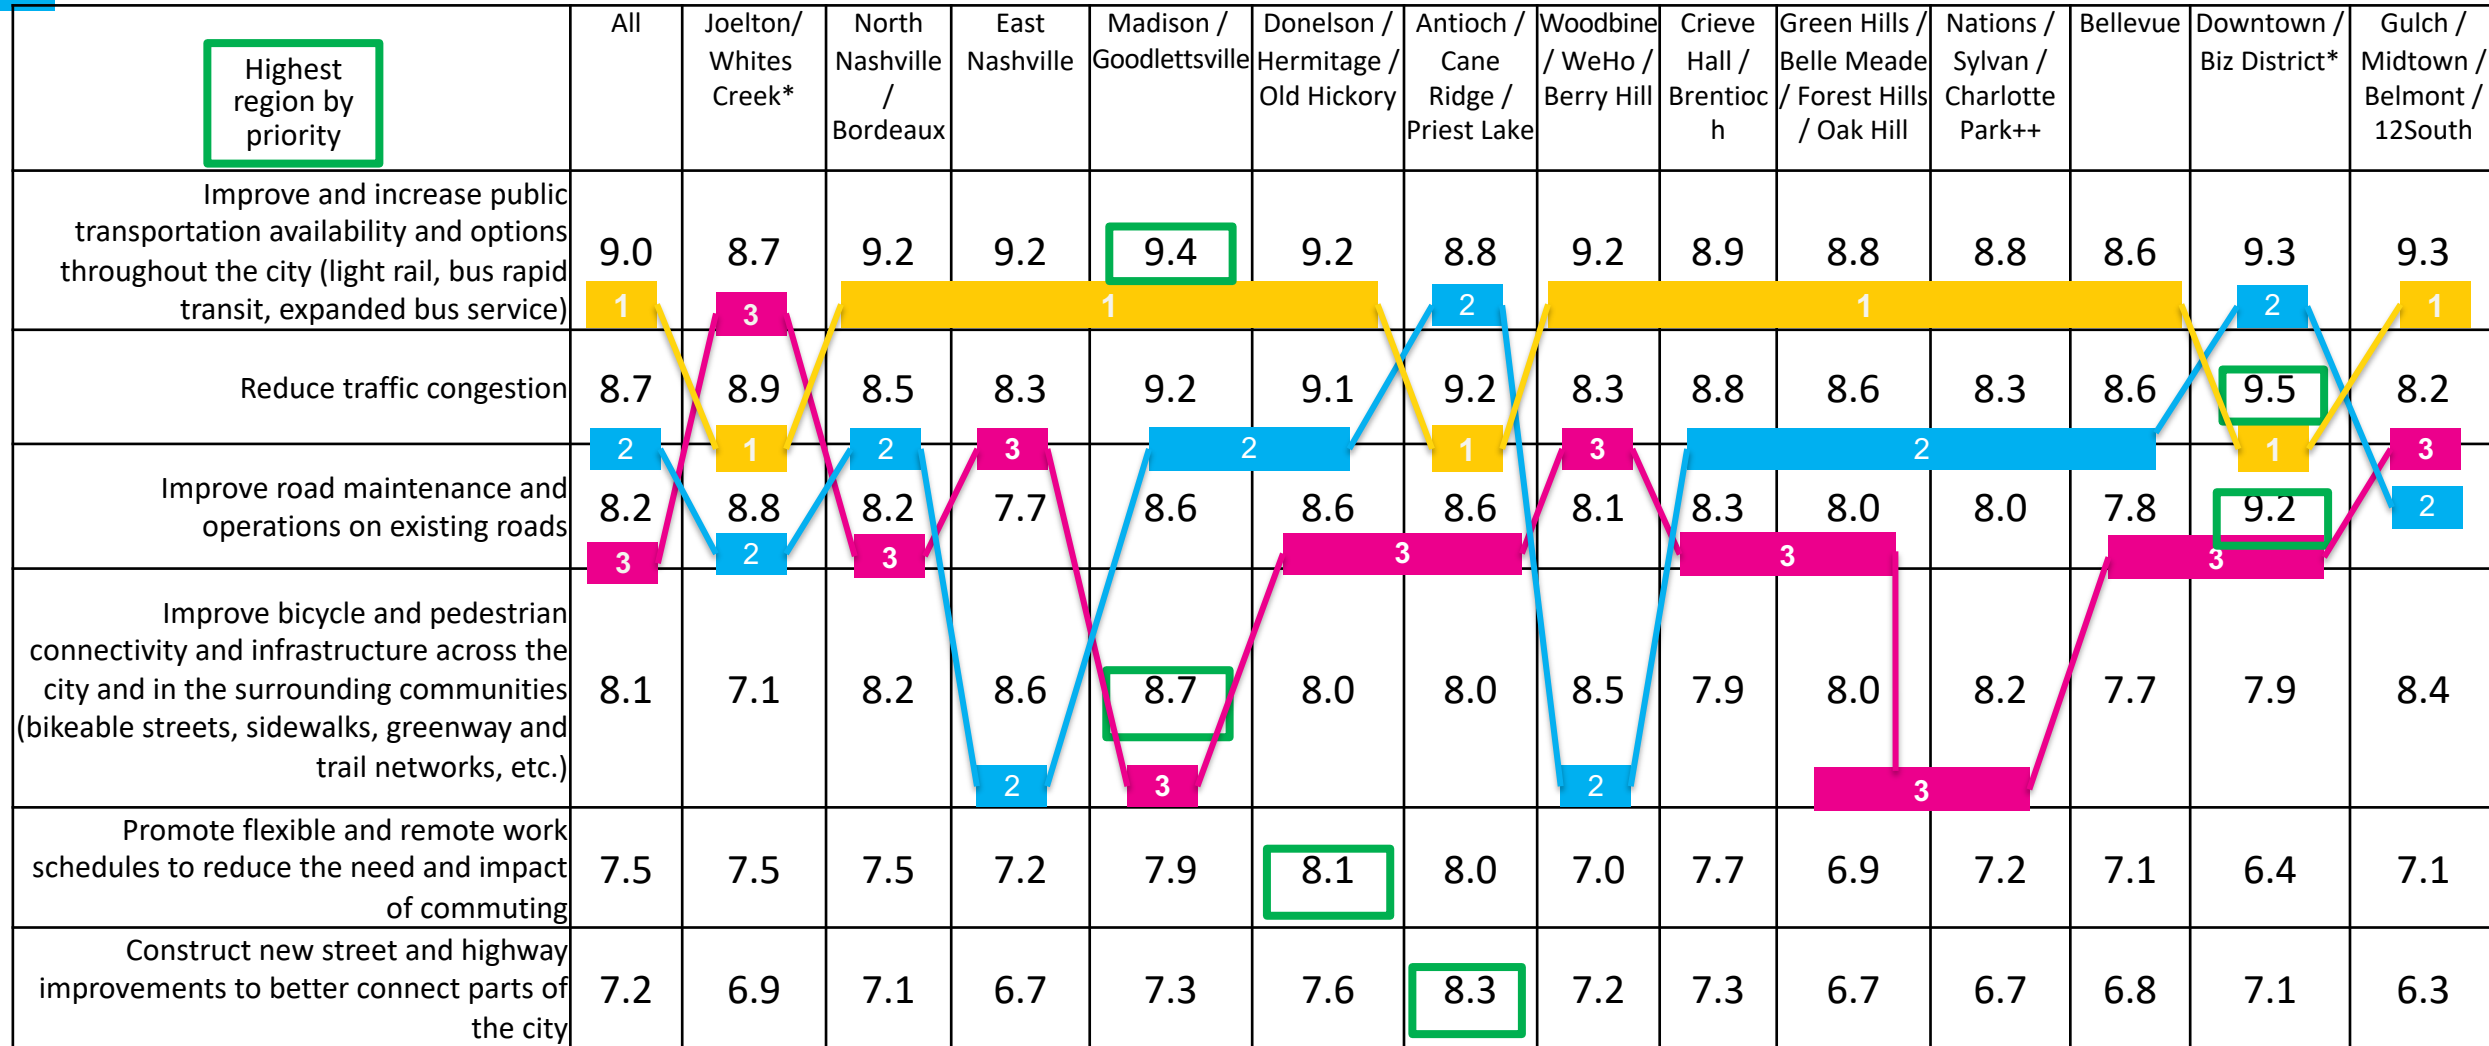 Highest
region by
priority
All
Joelton/
Whites
Creek*
North
Nashville
/
Bordeaux
East
Nashville
Madison /
Goodlettsville
Donelson /
Hermitage /
Old Hickory
Antioch /
Cane
Ridge /
Priest Lake
Woodbine
/ WeHo /
Berry Hill
Crieve
Hall /
Brentioc
h
Green Hills /
Belle Meade
/ Forest Hills
/ Oak Hill
Nations /
Sylvan /
Charlotte
Park++
Bellevue
Downtown /
Biz District*
Gulch /
Midtown /
Belmont /
12South
Improve and increase public
transportation availability and options
throughout the city (light rail, bus rapid
transit, expanded bus service)
9.0 8.7 9.2 9.2 9.4 9.2 8.8 9.2 8.9 8.8 8.8 8.6 9.3 9.3
1 3 1 2 1 2 1
Reduce traffic congestion
8.7 8.9 8.5 8.3 9.2 9.1 9.2 8.3 8.8 8.6 8.3 8.6 9.5 8.2
2 1 2 3 2 1 3 2 1 3
Improve road maintenance and
operations on existing roads
8.2 8.8 8.2 7.7 8.6 8.6 8.6 8.1 8.3 8.0 8.0 7.8 9.2 2
3 2 3 3 3 3
Improve bicycle and pedestrian
connectivity and infrastructure across the
city and in the surrounding communities
(bikeable streets, sidewalks, greenway and
trail networks, etc.)
8.1 7.1 8.2 8.6 8.7 8.0 8.0 8.5 7.9 8.0 8.2 7.7 7.9 8.4
2 3 2 3
Promote flexible and remote work
schedules to reduce the need and impact
of commuting
7.5 7.5 7.5 7.2 7.9 8.1 8.0 7.0 7.7 6.9 7.2 7.1 6.4 7.1
Construct new street and highway
improvements to better connect parts of
the city
7.2 6.9 7.1 6.7 7.3 7.6 8.3 7.2 7.3 6.7 6.7 6.8 7.1 6.3